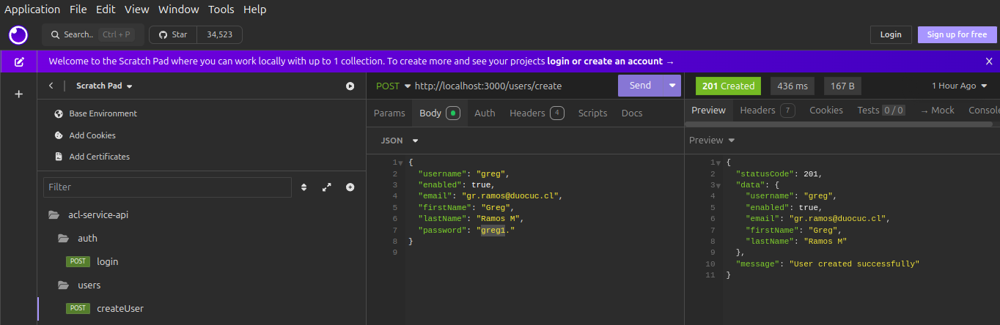 Application File Edit View Window Tools Help
Search.. Ctrl + P Star 34,523 Login Sign up for free
Welcome to the Scratch Pad where you can work locally with up to 1 collection. To create more and see your projects login or create an account →
Scratch Pad
Base Environment
Add Cookies
Add Certificates
Filter
acl-service-api
auth
POST login
users
POST createUser
POST http://localhost:3000/users/create Send
Params Body Auth Headers 4 Scripts Docs
JSON
1 {
2 "username": "greg",
3 "enabled": true,
4 "email": "gr.ramos@duocuc.cl",
5 "firstName": "Greg",
6 "lastName": "Ramos M",
7 "password": "greg1."
8 }
9
201 Created 436 ms 167 B 1 Hour Ago
Preview Headers 7 Cookies Tests 0 / 0 → Mock Console
Preview
1 {
2 "statusCode": 201,
3 "data": {
4 "username": "greg",
5 "enabled": true,
6 "email": "gr.ramos@duocuc.cl",
7 "firstName": "Greg",
8 "lastName": "Ramos M"
9 },
10 "message": "User created successfully"
11 }